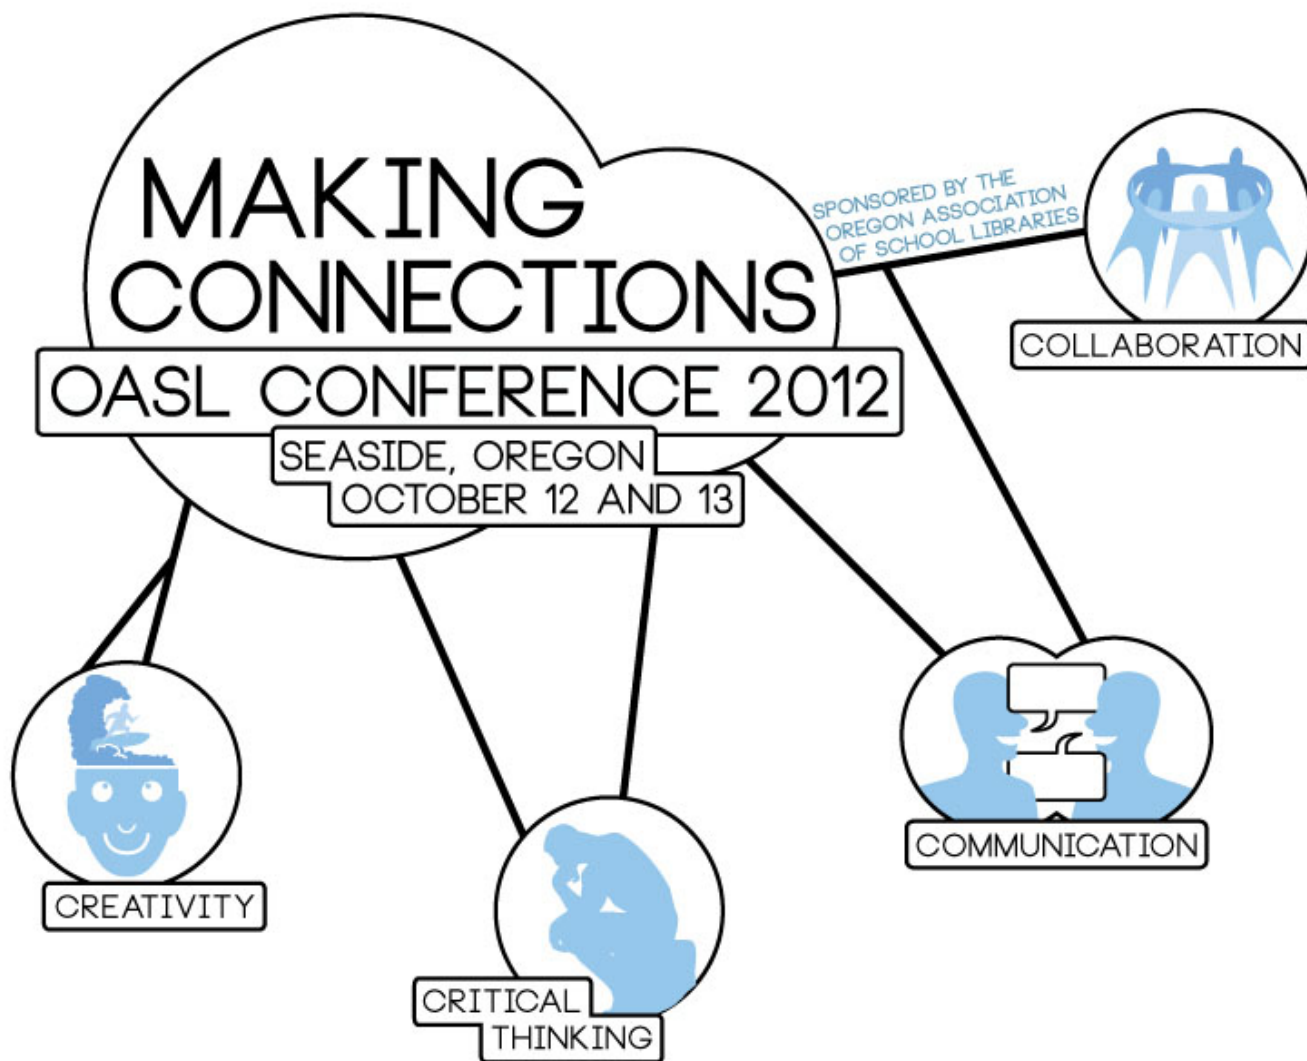 MAKING
CONNECTIONS
OASL CONFERENCE 2012
SEASIDE, OREGON
OCTOBER 12 AND 13
SPONSORED BY THE
OREGON ASSOCIATION
OF SCHOOL LIBRARIES
COLLABORATION
COMMUNICATION
CREATIVITY
CRITICAL
THINKING